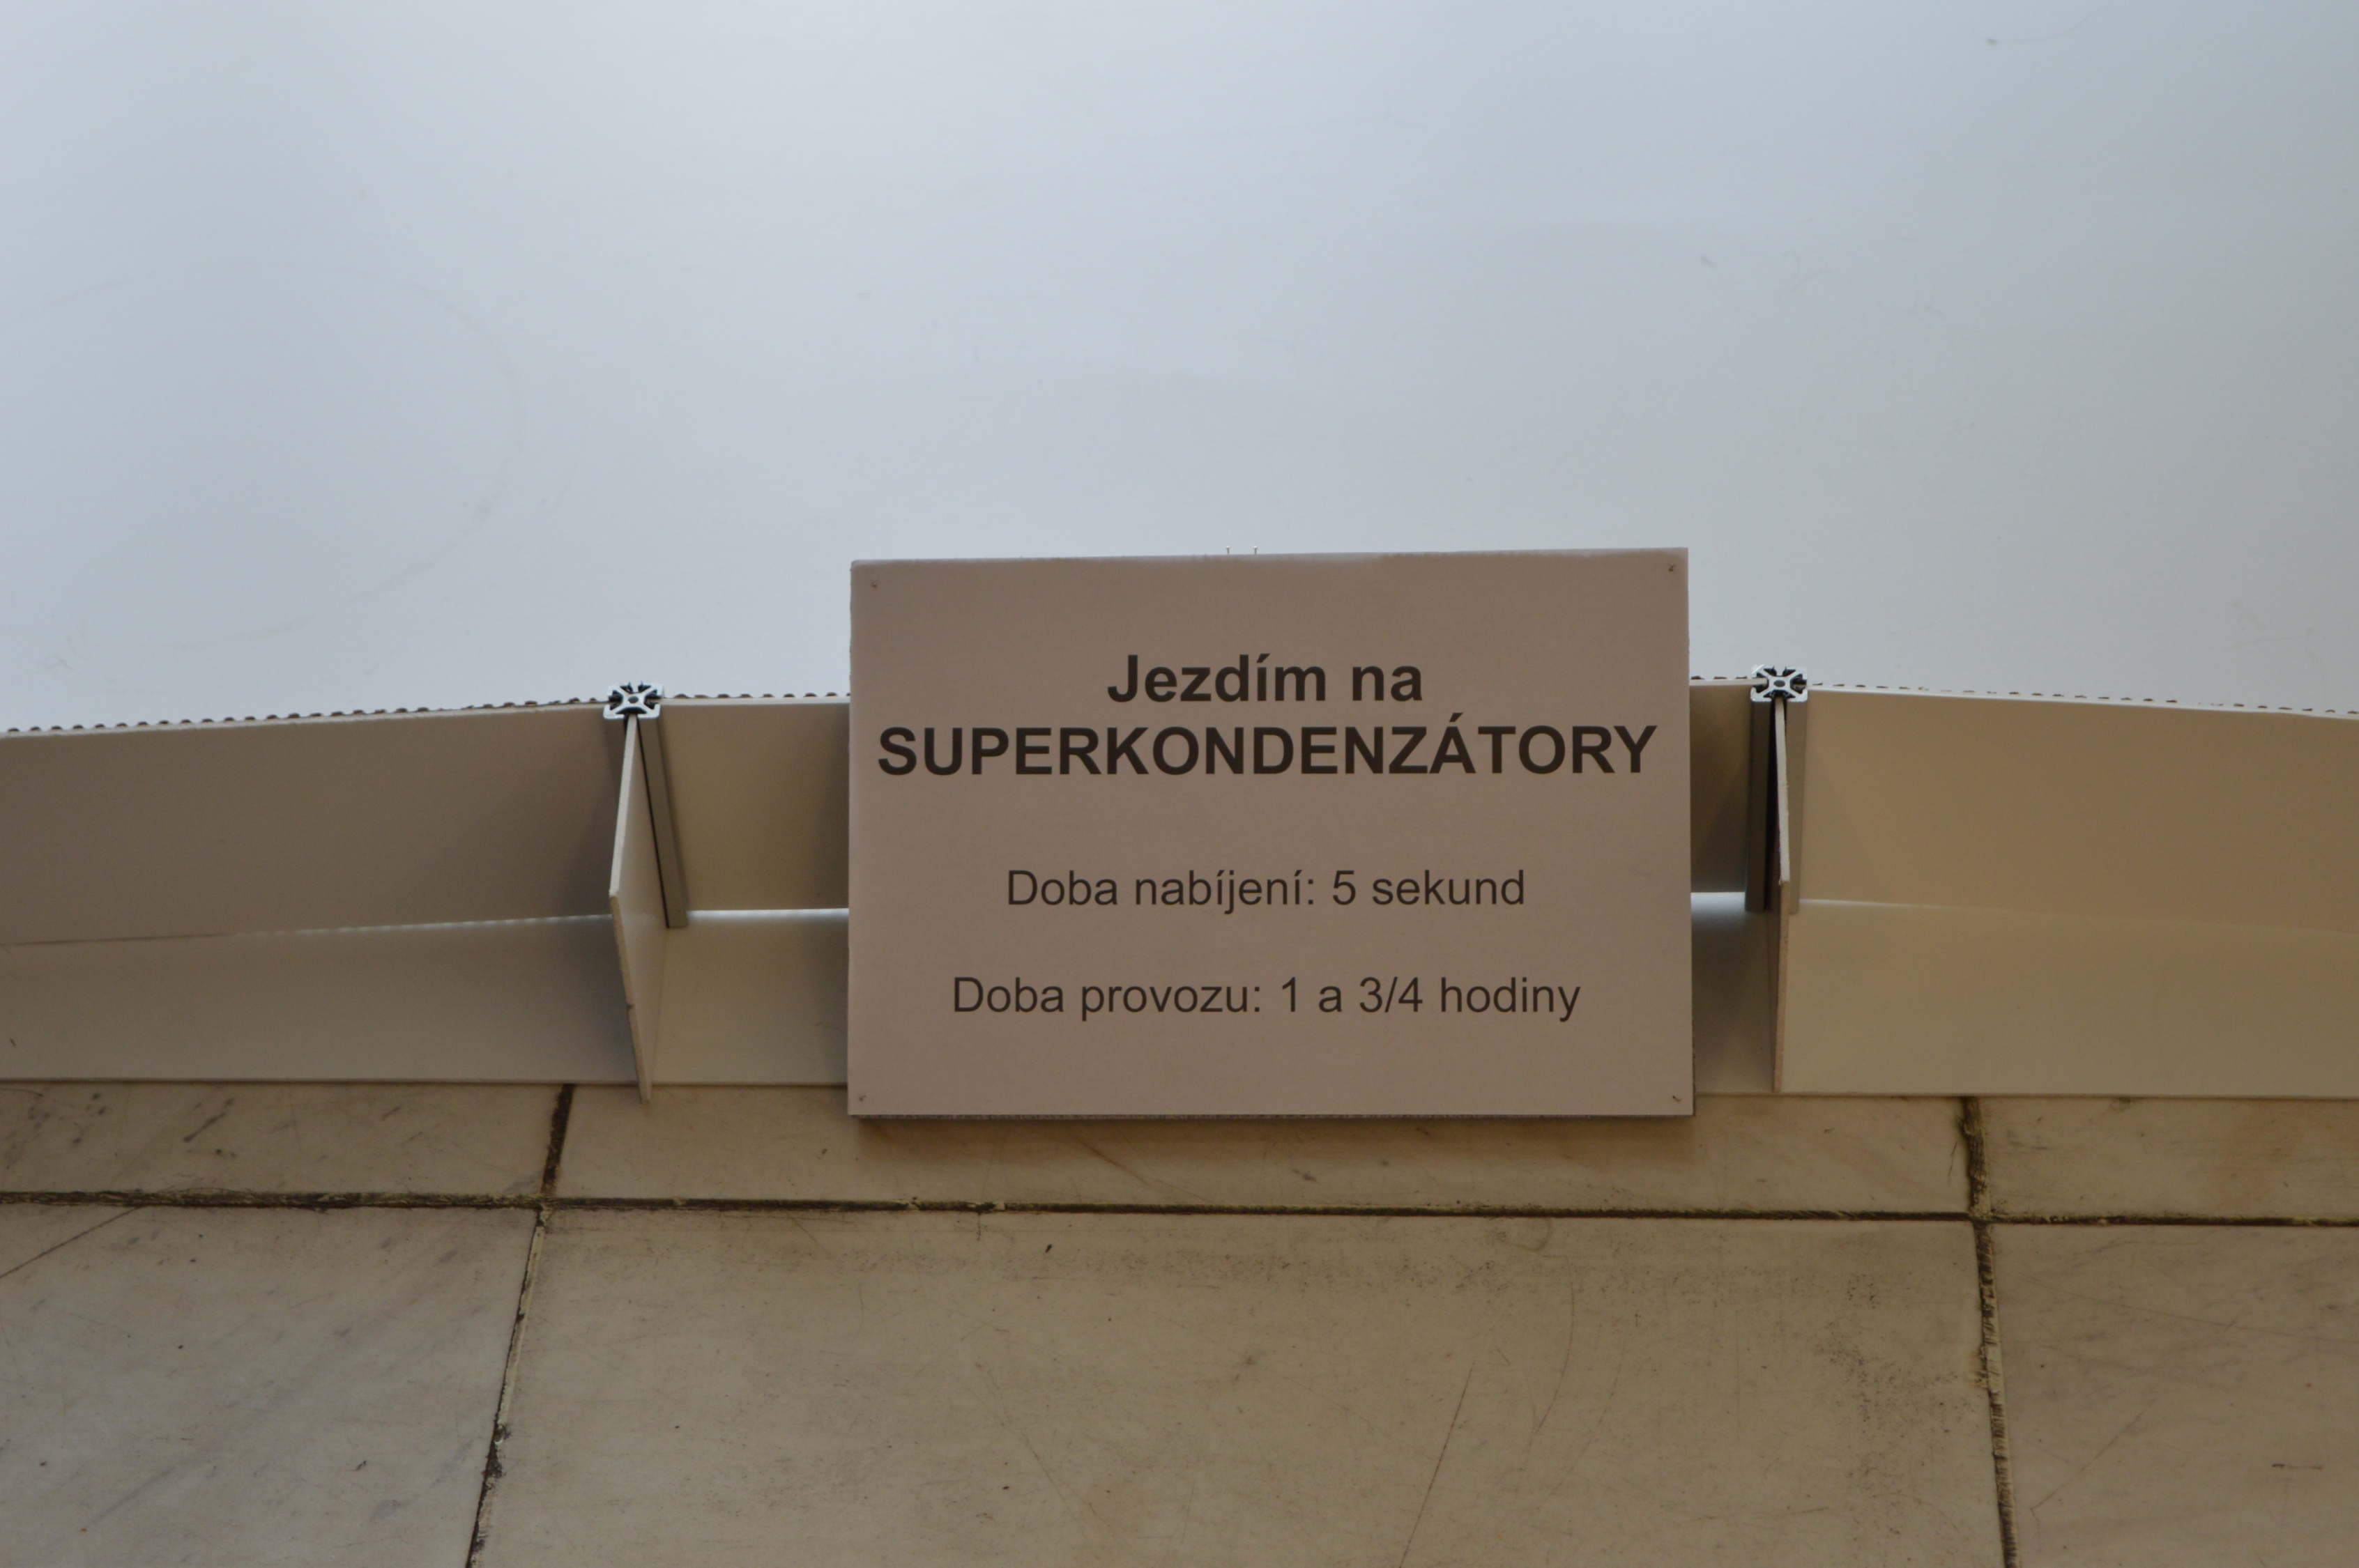 Jezdím na
SUPERKONDENZÁTORY
Doba nabíjení: 5 sekund
Doba provozu: 1 a 3/4 hodiny